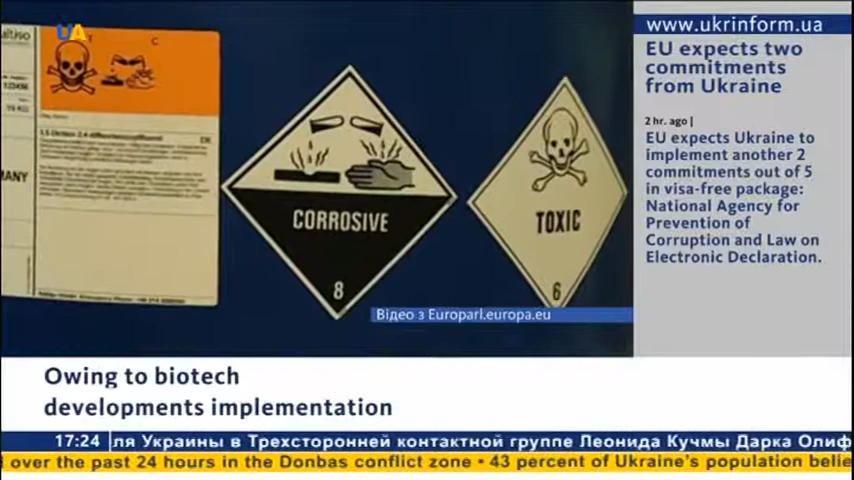 UA
C
123456
15 KG
MANY
CORROSIVE
8
TOXIC
6
Відео з Europarl.europa.eu
www.ukrinform.ua
EU expects two
commitments
from Ukraine
2 hr. ago |
EU expects Ukraine to
implement another 2
commitments out of 5
in visa-free package:
National Agency for
Prevention of
Corruption and Law on
Electronic Declaration.
Owing to biotech
developments implementation
17:24 ля Украины в Трехсторонней контактной группе Леонида Кучмы Дарка Олиф
over the past 24 hours in the Donbas conflict zone • 43 percent of Ukraine's population belie